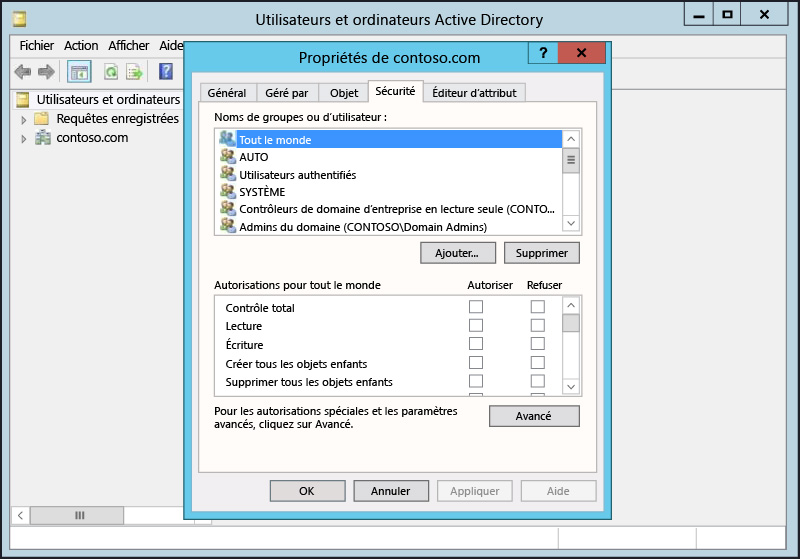 Utilisateurs et ordinateurs Active Directory
Fichier Action Afficher Aide
Propriétés de contoso.com
?
Général Géré par Objet Sécurité Éditeur d'attribut
Utilisateurs et ordinateurs
Requêtes enregistrées
contoso.com
Noms de groupes ou d'utilisateur :
Tout le monde
AUTO
Utilisateurs authentifiés
SYSTÈME
Contrôleurs de domaine d'entreprise en lecture seule (CONTO...
Admins du domaine (CONTOSO\Domain Admins)
Ajouter... Supprimer
Autorisations pour tout le monde Autoriser Refuser
Contrôle total
Lecture
Écriture
Créer tous les objets enfants
Supprimer tous les objets enfants
Pour les autorisations spéciales et les paramètres
avancés, cliquez sur Avancé.
Avancé
OK Annuler Appliquer Aide